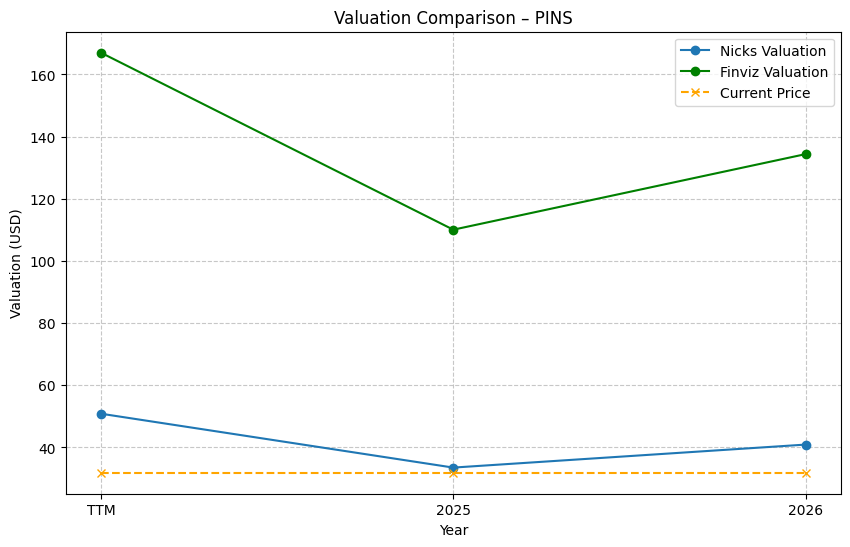 Valuation Comparison – PINS
Nicks Valuation
Finviz Valuation
Current Price
Valuation (USD)
160
140
120
100
80
60
40
TTM
2025
2026
Year